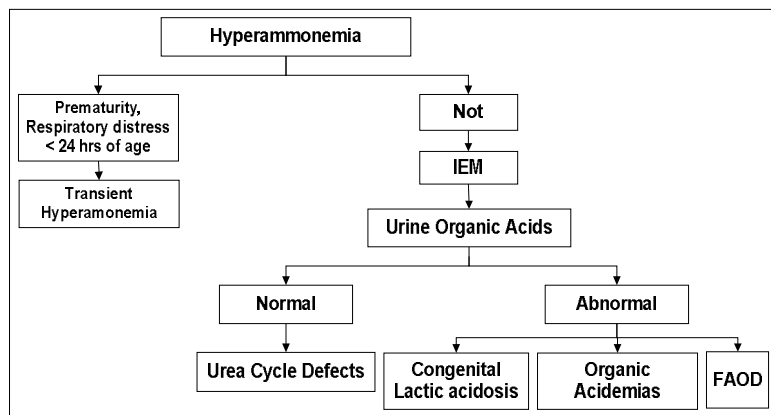 Hyperammonemia
Prematurity,
Respiratory distress
< 24 hrs of age
Not
Transient
Hyperamonemia
IEM
Urine Organic Acids
Normal
Abnormal
Urea Cycle Defects
Congenital
Lactic acidosis
Organic
Acidemias
FAOD